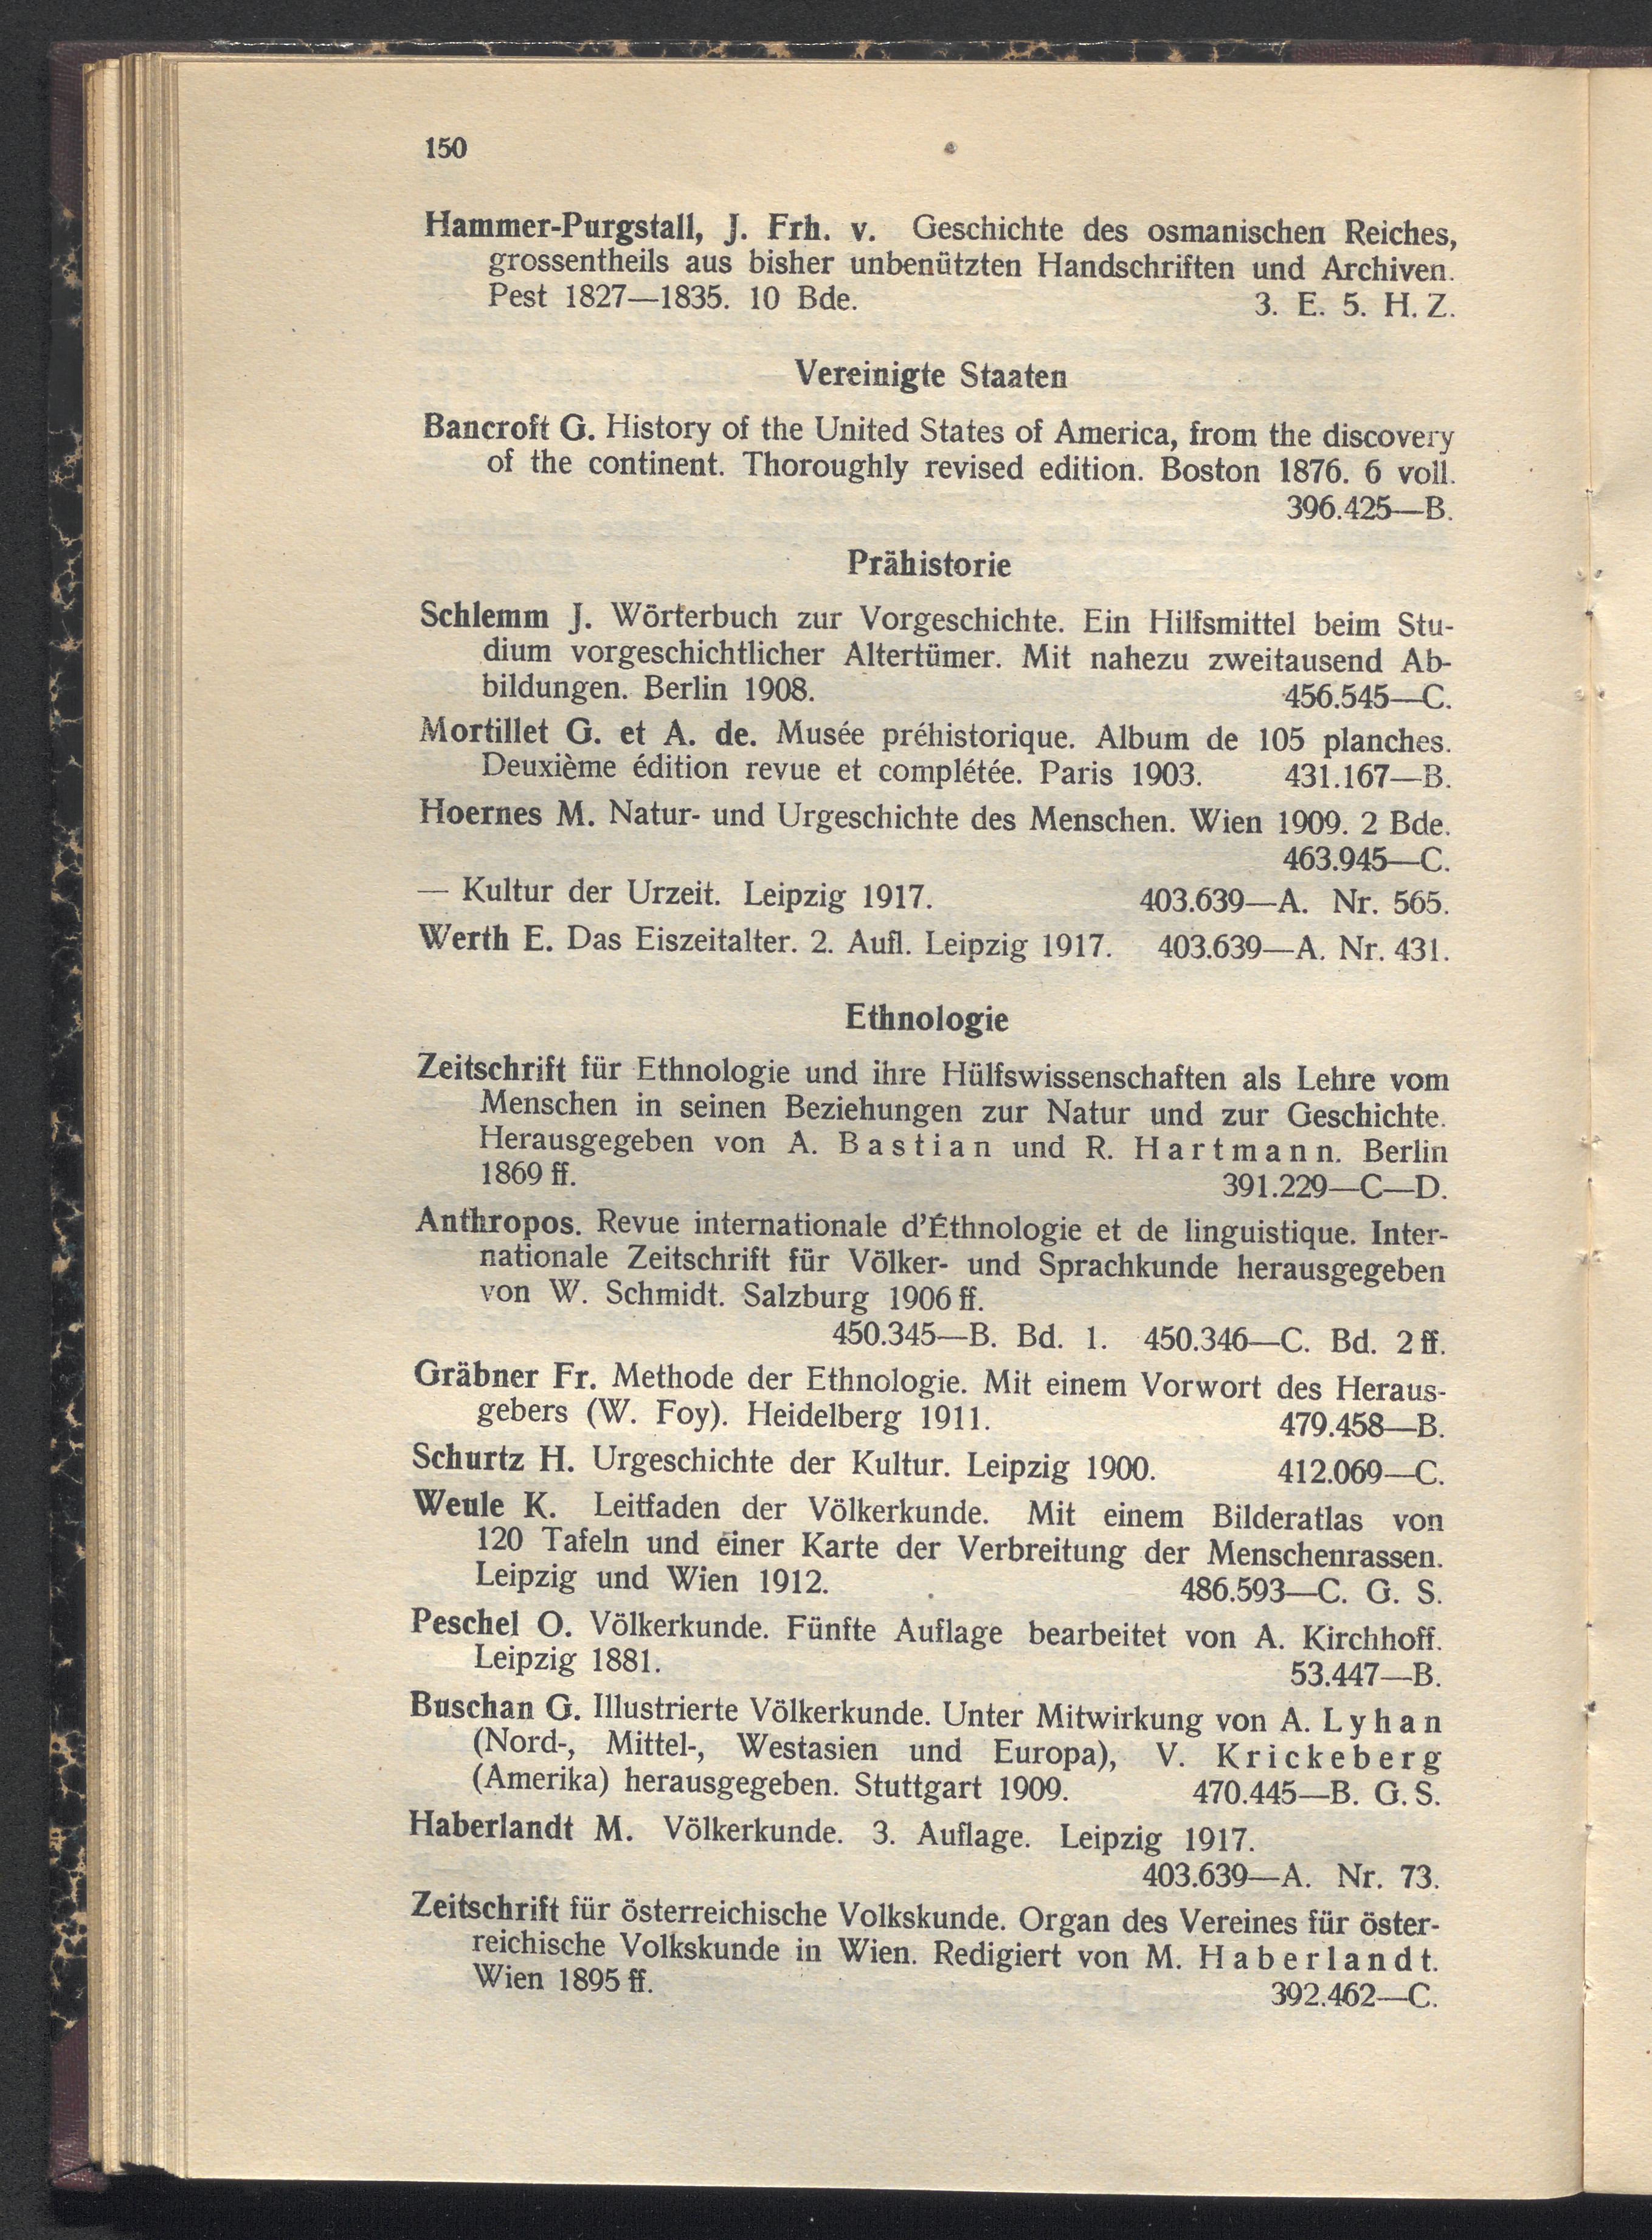 150
Hammer-Purgstall, J. Frh. v. Geschichte des osmanischen Reiches,
grossentheils aus bisher unbenützten Handschriften und Archiven.
Pest 1827—1835. 10 Bde. 3. E. 5. H. Z.
Vereinigte Staaten
Bancroft G. History of the United States of America, from the discovery
of the continent. Thoroughly revised edition. Boston 1876. 6 voll.
396.425—B.
Prähistorie
Schlemm J. Wörterbuch zur Vorgeschichte. Ein Hilfsmittel beim Stu-
dium vorgeschichtlicher Altertümer. Mit nahezu zweitausend Ab-
bildungen. Berlin 1908. 456.545—C.
Mortillet G. et A. de. Musée préhistorique. Album de 105 planches.
Deuxième édition revue et complétée. Paris 1903. 431.167—B.
Hoernes M. Natur- und Urgeschichte des Menschen. Wien 1909. 2 Bde.
463.945—C.
— Kultur der Urzeit. Leipzig 1917. 403.639—A. Nr. 565.
Werth E. Das Eiszeitalter. 2. Aufl. Leipzig 1917. 403.639—A. Nr. 431.
Ethnologie
Zeitschrift für Ethnologie und ihre Hülfswissenschaften als Lehre vom
Menschen in seinen Beziehungen zur Natur und zur Geschichte.
Herausgegeben von A. Bastian und R. Hartmann. Berlin
1869 ff. 391.229—C—D.
Anthropos. Revue internationale d'Éthnologie et de linguistique. Inter-
nationale Zeitschrift für Völker- und Sprachkunde herausgegeben
von W. Schmidt. Salzburg 1906 ff.
450.345—B. Bd. 1. 450.346—C. Bd. 2 ff.
Gräbner Fr. Methode der Ethnologie. Mit einem Vorwort des Heraus-
gebers (W. Foy). Heidelberg 1911. 479.458—B.
Schurtz H. Urgeschichte der Kultur. Leipzig 1900. 412.069—C.
Weule K. Leitfaden der Völkerkunde. Mit einem Bilderatlas von
120 Tafeln und einer Karte der Verbreitung der Menschenrassen.
Leipzig und Wien 1912. 486.593—C. G. S.
Peschel O. Völkerkunde. Fünfte Auflage bearbeitet von A. Kirchhoff.
Leipzig 1881. 53.447—B.
Buschan G. Illustrierte Völkerkunde. Unter Mitwirkung von A. Lyhan
(Nord-, Mittel-, Westasien und Europa), V. Krickeberg
(Amerika) herausgegeben. Stuttgart 1909. 470.445—B. G. S.
Haberlandt M. Völkerkunde. 3. Auflage. Leipzig 1917.
403.639—A. Nr. 73.
Zeitschrift für österreichische Volkskunde. Organ des Vereines für öster-
reichische Volkskunde in Wien. Redigiert von M. Haberlandt.
Wien 1895 ff. 392.462—C.